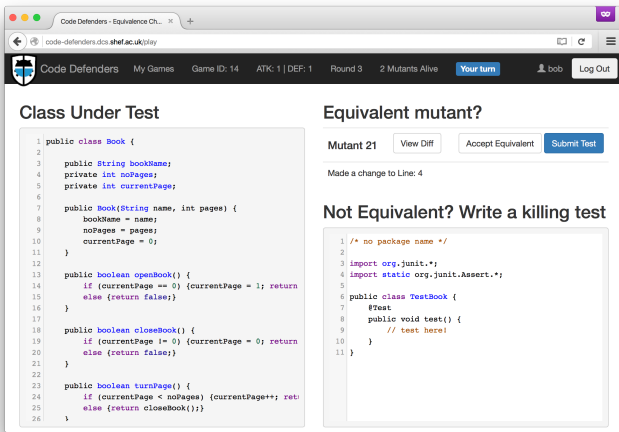 Code Defenders - Equivalence Ch... ×
code-defenders.dcs.shef.ac.uk/play
Code Defenders My Games Game ID: 14 ATK: 1 | DEF: 1 Round 3 2 Mutants Alive Your turn bob Log Out
Class Under Test
1 public class Book {
2
3 public String bookName;
4 private int noPages;
5 private int currentPage;
6
7 public Book(String name, int pages) {
8 bookName = name;
9 noPages = pages;
10 currentPage = 0;
11 }
12
13 public boolean openBook() {
14 if (currentPage == 0) {currentPage = 1; return
15 else {return false;}
16 }
17
18 public boolean closeBook() {
19 if (currentPage != 0) {currentPage = 0; return
20 else {return false;}
21 }
22
23 public boolean turnPage() {
24 if (currentPage < noPages) {currentPage++; ret
25 else {return closeBook();}
26 }
Equivalent mutant?
Mutant 21 View Diff Accept Equivalent Submit Test
Made a change to Line: 4
Not Equivalent? Write a killing test
1 /* no package name */
2
3 import org.junit.*;
4 import static org.junit.Assert.*;
5
6 public class TestBook {
7 @Test
8 public void test() {
9 // test here!
10 }
11 }